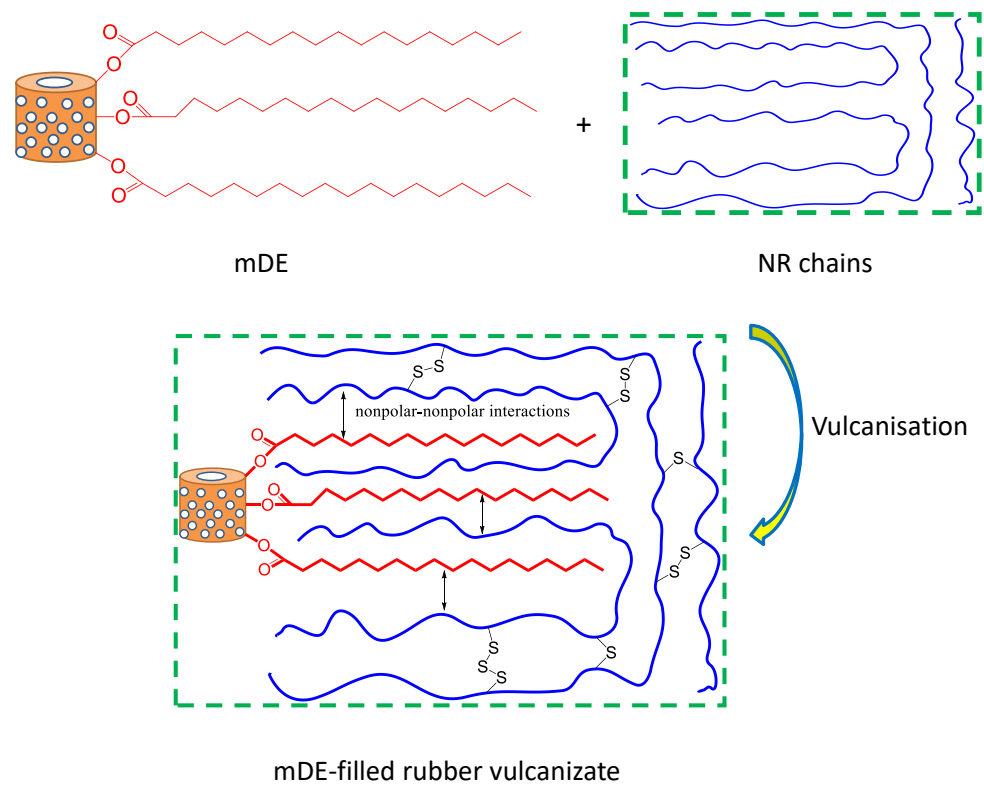 O
O
O
O
O
O
+
mDE
NR chains
S
S
S
S
nonpolar-nonpolar interactions
Vulcanisation
O
O
S
O
O
S
S
O
O
S
S
S
S
S
mDE-filled rubber vulcanizate